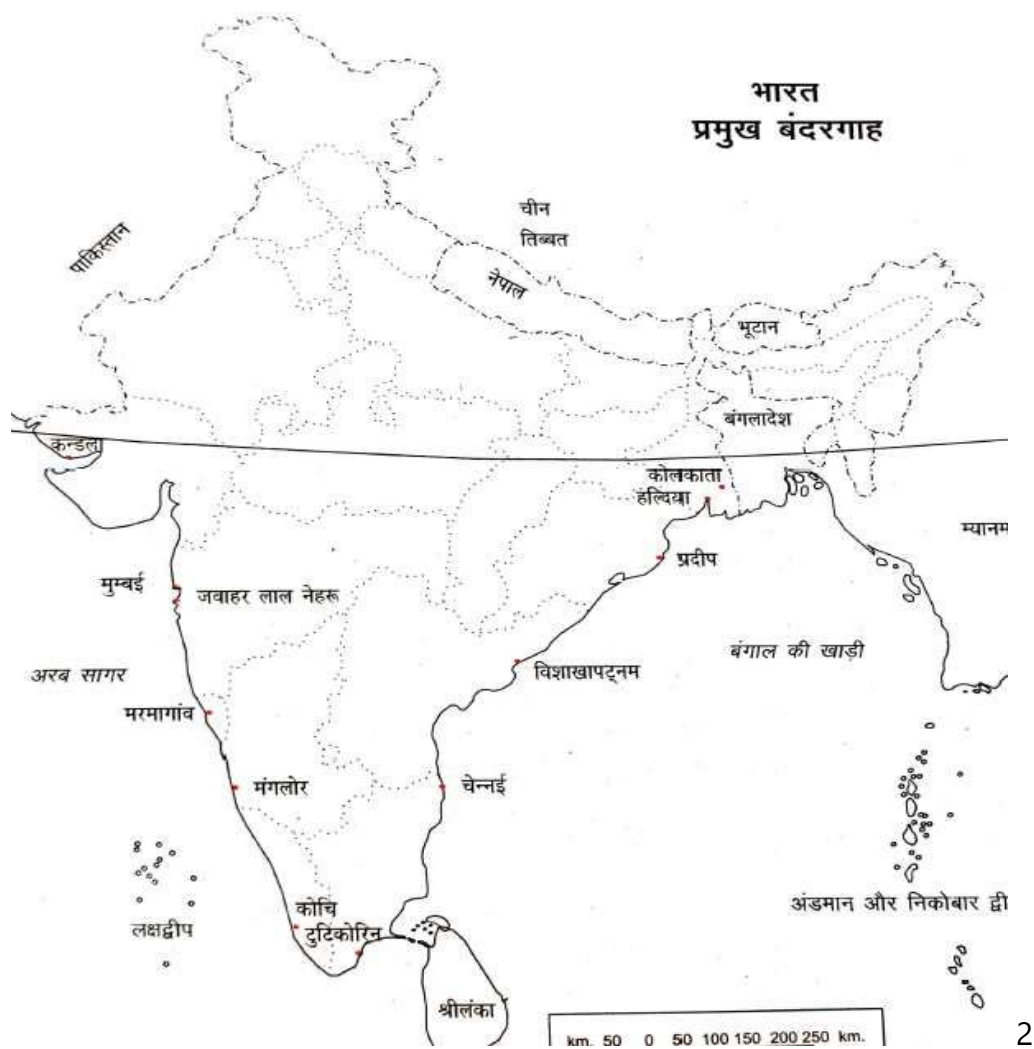 भारत
प्रमुख बंदरगाह
चीन
तिब्बत
पाकिस्तान
नेपाल
भूटान
बंगलादेश
कन्डला
कोलकाता
हल्दिया
म्यानम
प्रदीप
मुम्बई
जवाहर लाल नेहरू
बंगाल की खाड़ी
विशाखापट्नम
अरब सागर
मरमागांव
मंगलोर
चेन्नई
कोचि
टुटिकोरिन
लक्षद्वीप
अंडमान और निकोबार द्वी
श्रीलंका
km. 50 0 50 100 150 200 250 km.
2